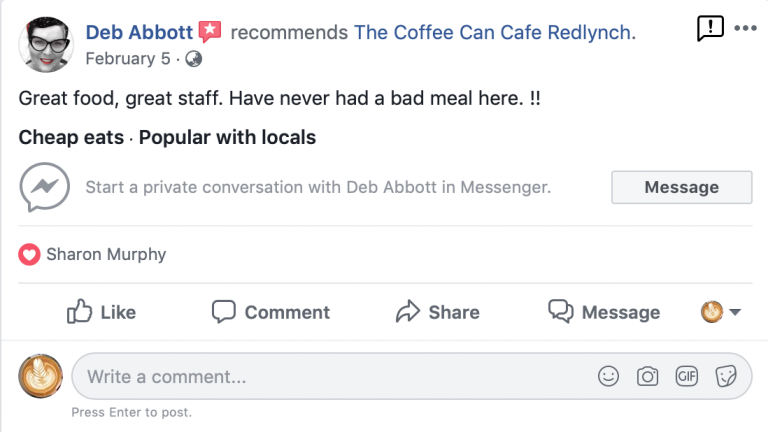 Deb Abbott recommends The Coffee Can Cafe Redlynch.
February 5 ·
Great food, great staff. Have never had a bad meal here. !!
Cheap eats · Popular with locals
Start a private conversation with Deb Abbott in Messenger.
Message
Sharon Murphy
Like Comment Share Message
Write a comment...
GIF
Press Enter to post.